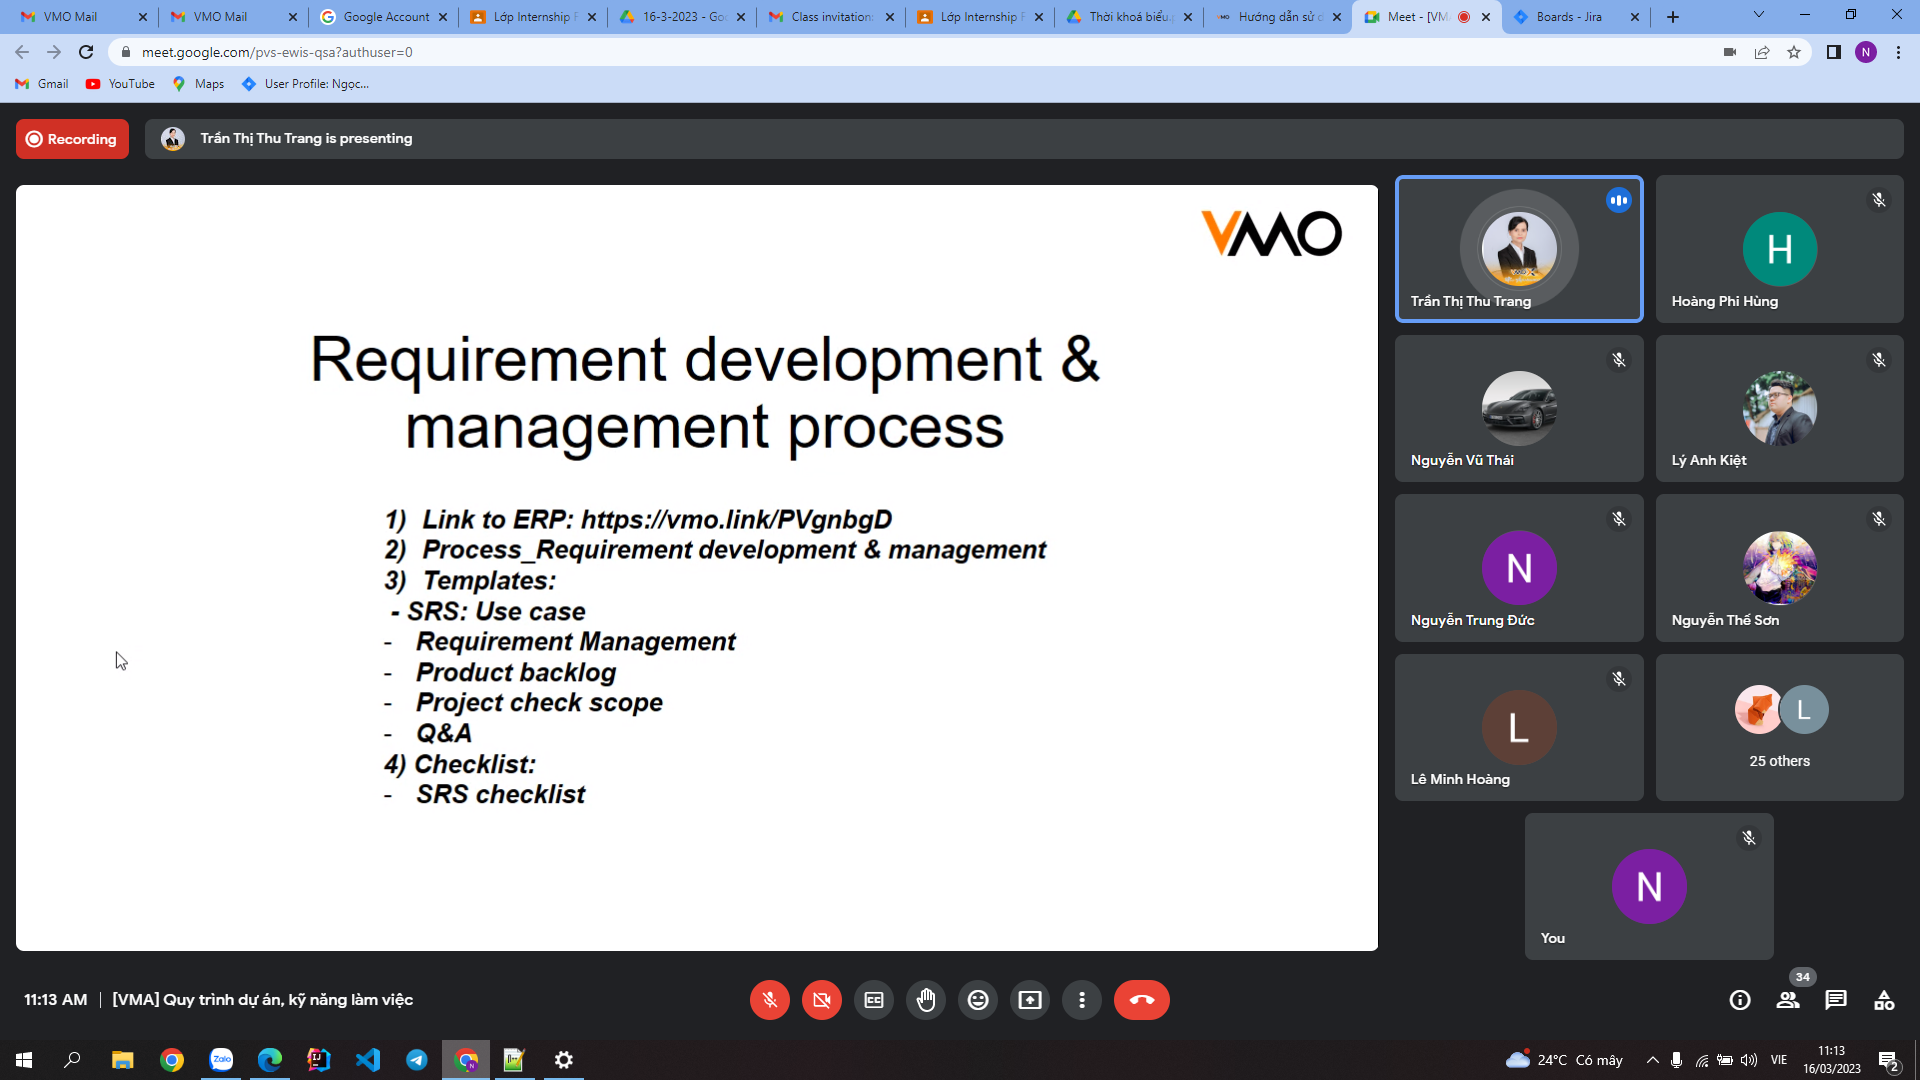 VMO Mail
VMO Mail
Google Account
Lớp Internship F
16-3-2023 - Goo
Class invitation:
Lớp Internship F
Thời khoá biểu.p
Hướng dẫn sử d
Meet - [VM
Boards - Jira
meet.google.com/pvs-ewis-qsa?authuser=0
N
Gmail
YouTube
Maps
User Profile: Ngọc...
Recording
Trần Thị Thu Trang is presenting
VMO
Requirement development &
management process
1) Link to ERP: https://vmo.link/PVgnbgD
2) Process_Requirement development & management
3) Templates:
- SRS: Use case
- Requirement Management
- Product backlog
- Project check scope
- Q&A
4) Checklist:
- SRS checklist
Trần Thị Thu Trang
H
Hoàng Phi Hùng
Nguyễn Vũ Thái
Lý Anh Kiệt
N
Nguyễn Trung Đức
Nguyễn Thế Sơn
L
Lê Minh Hoàng
L
25 others
N
You
11:13 AM | [VMA] Quy trình dự án, kỹ năng làm việc
34
Zalo
24°C Có mây
VIE
11:13
16/03/2023
2